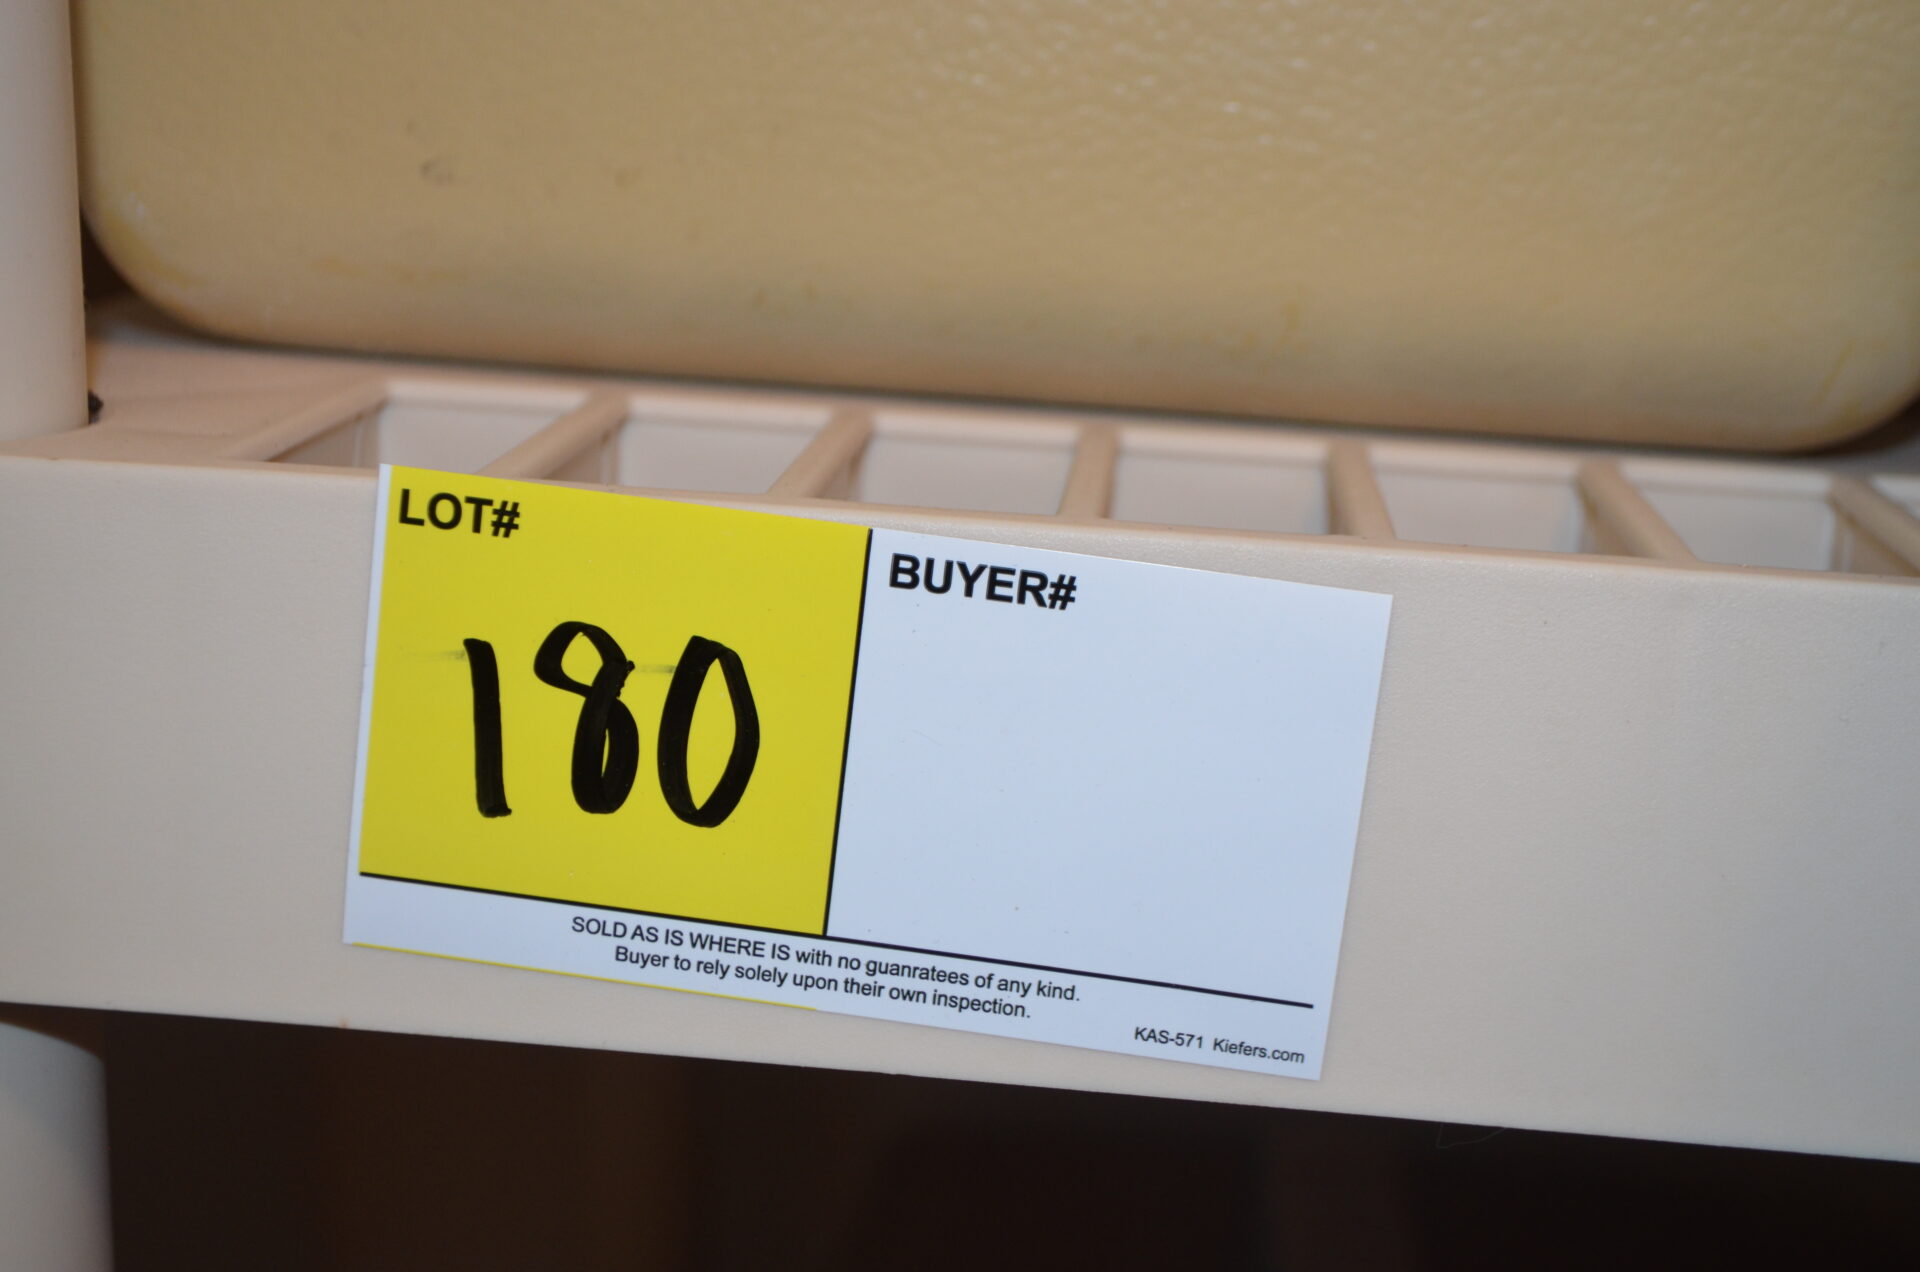 LOT#
180
BUYER#
SOLD AS IS WHERE IS with no guanratees of any kind.
Buyer to rely solely upon their own inspection.
KAS-571 Kiefers.com